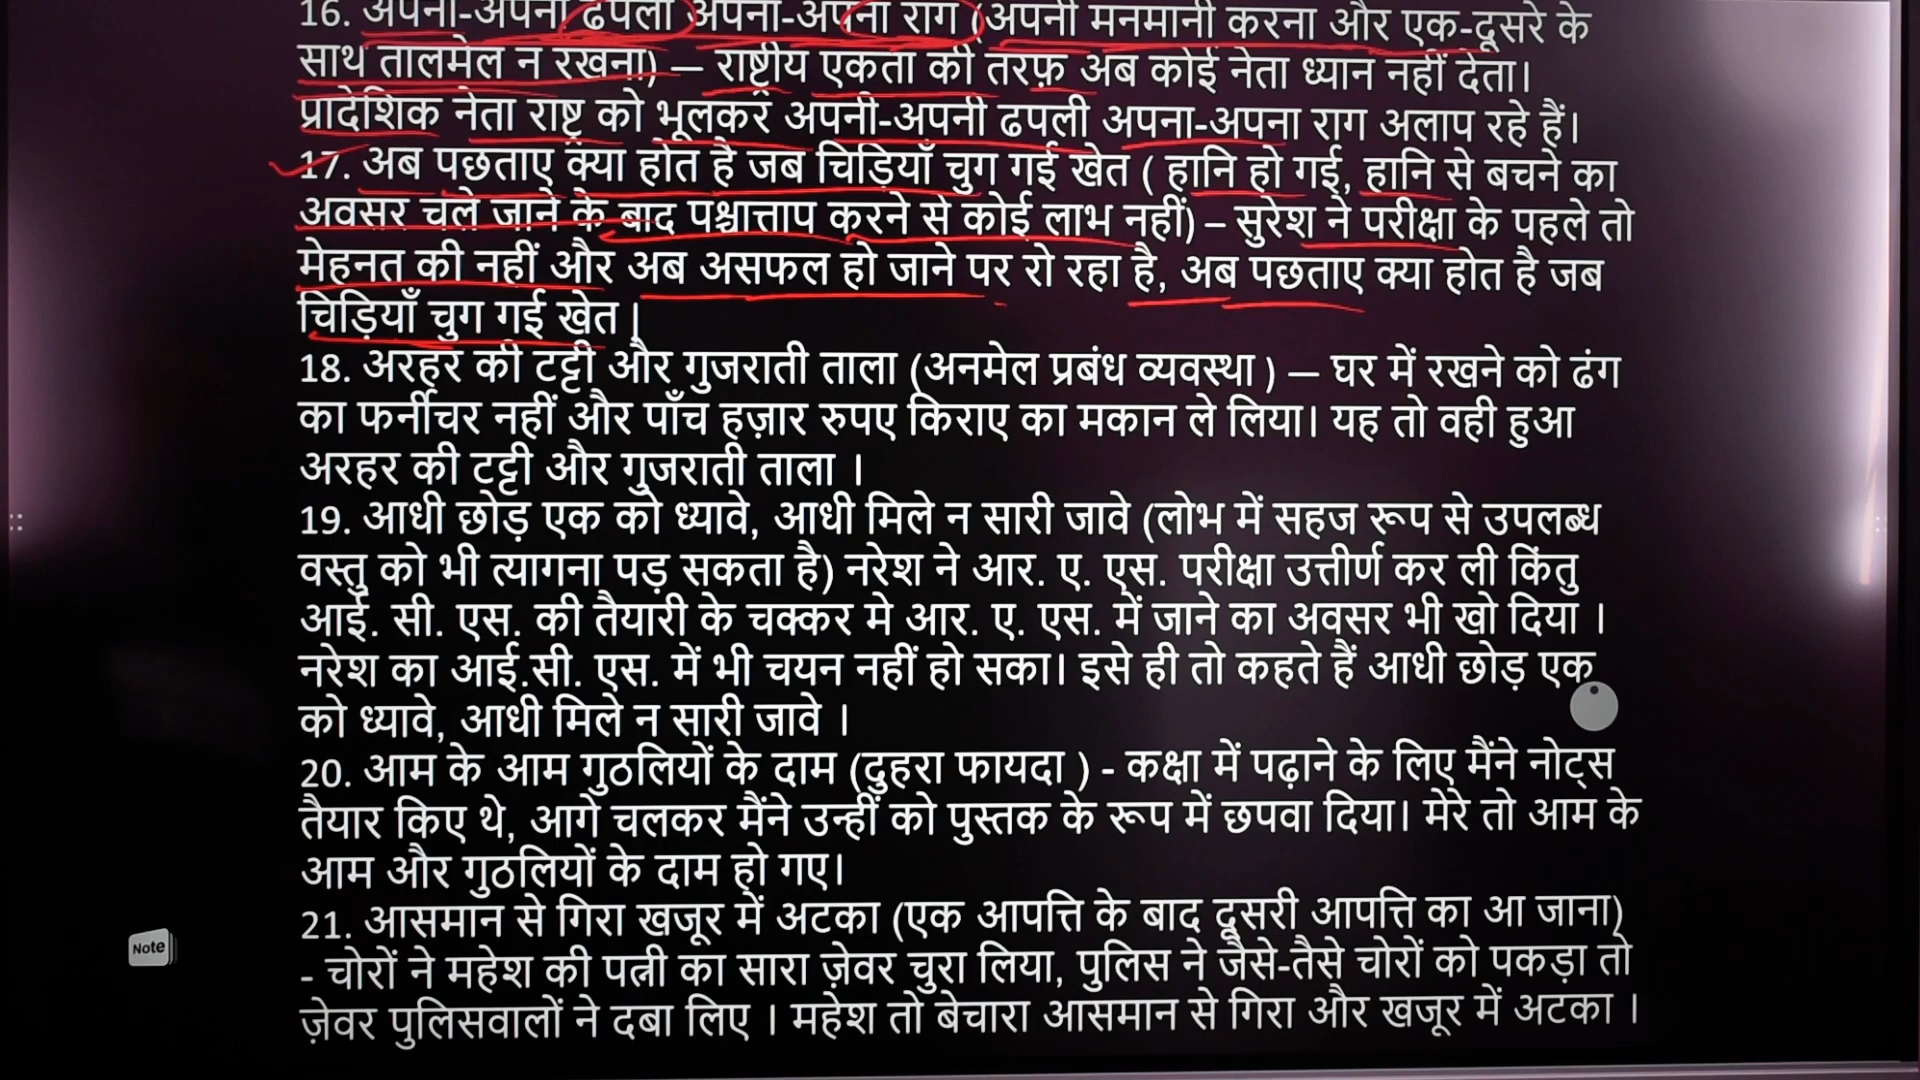 16. अपनी-अपनी ढपली अपना-अपना राग (अपनी मनमानी करना और एक-दूसरे के
साथ तालमेल न रखना) – राष्ट्रीय एकता की तरफ़ अब कोई नेता ध्यान नहीं देता।
प्रादेशिक नेता राष्ट्र को भूलकर अपनी-अपनी ढपली अपना-अपना राग अलाप रहे हैं।
17. अब पछताए क्या होत है जब चिड़ियाँ चुग गई खेत ( हानि हो गई, हानि से बचने का
अवसर चले जाने के बाद पश्चात्ताप करने से कोई लाभ नहीं) – सुरेश ने परीक्षा के पहले तो
मेहनत की नहीं और अब असफल हो जाने पर रो रहा है, अब पछताए क्या होत है जब
चिड़ियाँ चुग गई खेत |
18. अरहर की टट्टी और गुजराती ताला (अनमेल प्रबंध व्यवस्था ) – घर में रखने को ढंग
का फर्नीचर नहीं और पाँच हज़ार रुपए किराए का मकान ले लिया। यह तो वही हुआ
अरहर की टट्टी और गुजराती ताला ।
19. आधी छोड़ एक को ध्यावे, आधी मिले न सारी जावे (लोभ में सहज रूप से उपलब्ध
वस्तु को भी त्यागना पड़ सकता है) नरेश ने आर. ए. एस. परीक्षा उत्तीर्ण कर ली किंतु
आई. सी. एस. की तैयारी के चक्कर मे आर. ए. एस. में जाने का अवसर भी खो दिया ।
नरेश का आई.सी. एस. में भी चयन नहीं हो सका। इसे ही तो कहते हैं आधी छोड़ एक
को ध्यावे, आधी मिले न सारी जावे ।
20. आम के आम गुठलियों के दाम (दुहरा फायदा ) - कक्षा में पढ़ाने के लिए मैंने नोट्स
तैयार किए थे, आगे चलकर मैंने उन्हीं को पुस्तक के रूप में छपवा दिया। मेरे तो आम के
आम और गुठलियों के दाम हो गए।
21. आसमान से गिरा खजूर में अटका (एक आपत्ति के बाद दूसरी आपत्ति का आ जाना)
- चोरों ने महेश की पत्नी का सारा ज़ेवर चुरा लिया, पुलिस ने जैसे-तैसे चोरों को पकड़ा तो
ज़ेवर पुलिसवालों ने दबा लिए । महेश तो बेचारा आसमान से गिरा और खजूर में अटका ।
Note